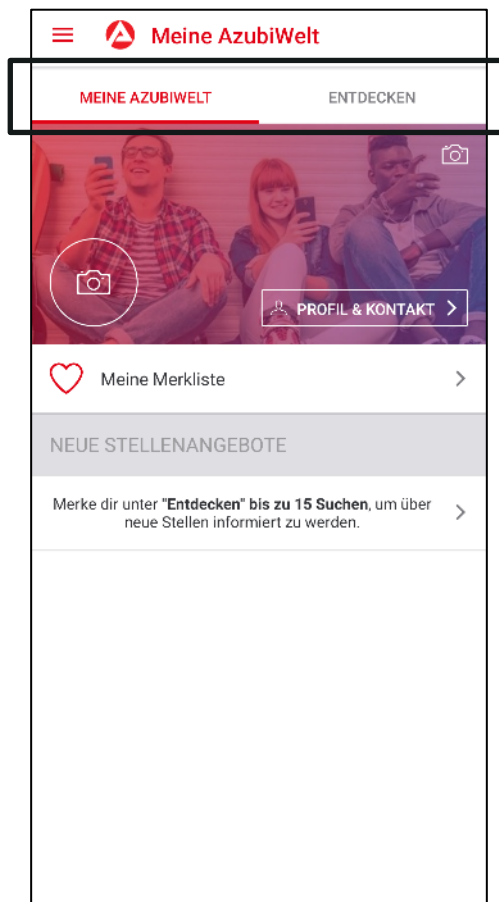 Meine AzubiWelt
MEINE AZUBIWELT ENTDECKEN
PROFIL & KONTAKT
Meine Merkliste
NEUE STELLENANGEBOTE
Merke dir unter "Entdecken" bis zu 15 Suchen, um über
neue Stellen informiert zu werden.